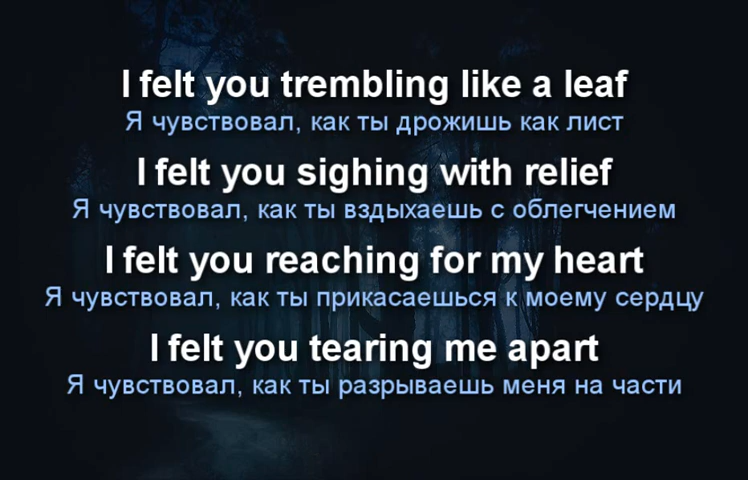 I felt you trembling like a leaf
Я чувствовал, как ты дрожишь как лист
I felt you sighing with relief
Я чувствовал, как ты вздыхаешь с облегчением
I felt you reaching for my heart
Я чувствовал, как ты прикасаешься к моему сердцу
I felt you tearing me apart
Я чувствовал, как ты разрываешь меня на части